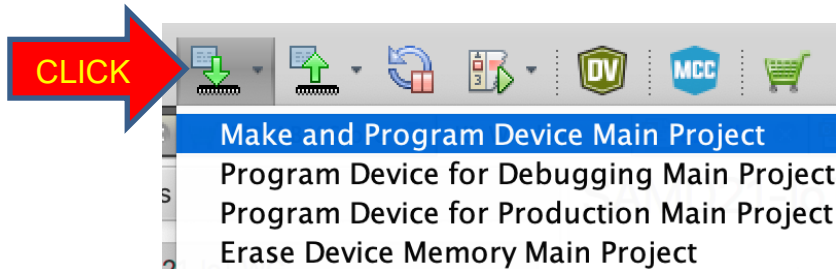 CLICK
DV
MCC
3
Make and Program Device Main Project
Program Device for Debugging Main Project
Program Device for Production Main Project
Erase Device Memory Main Project